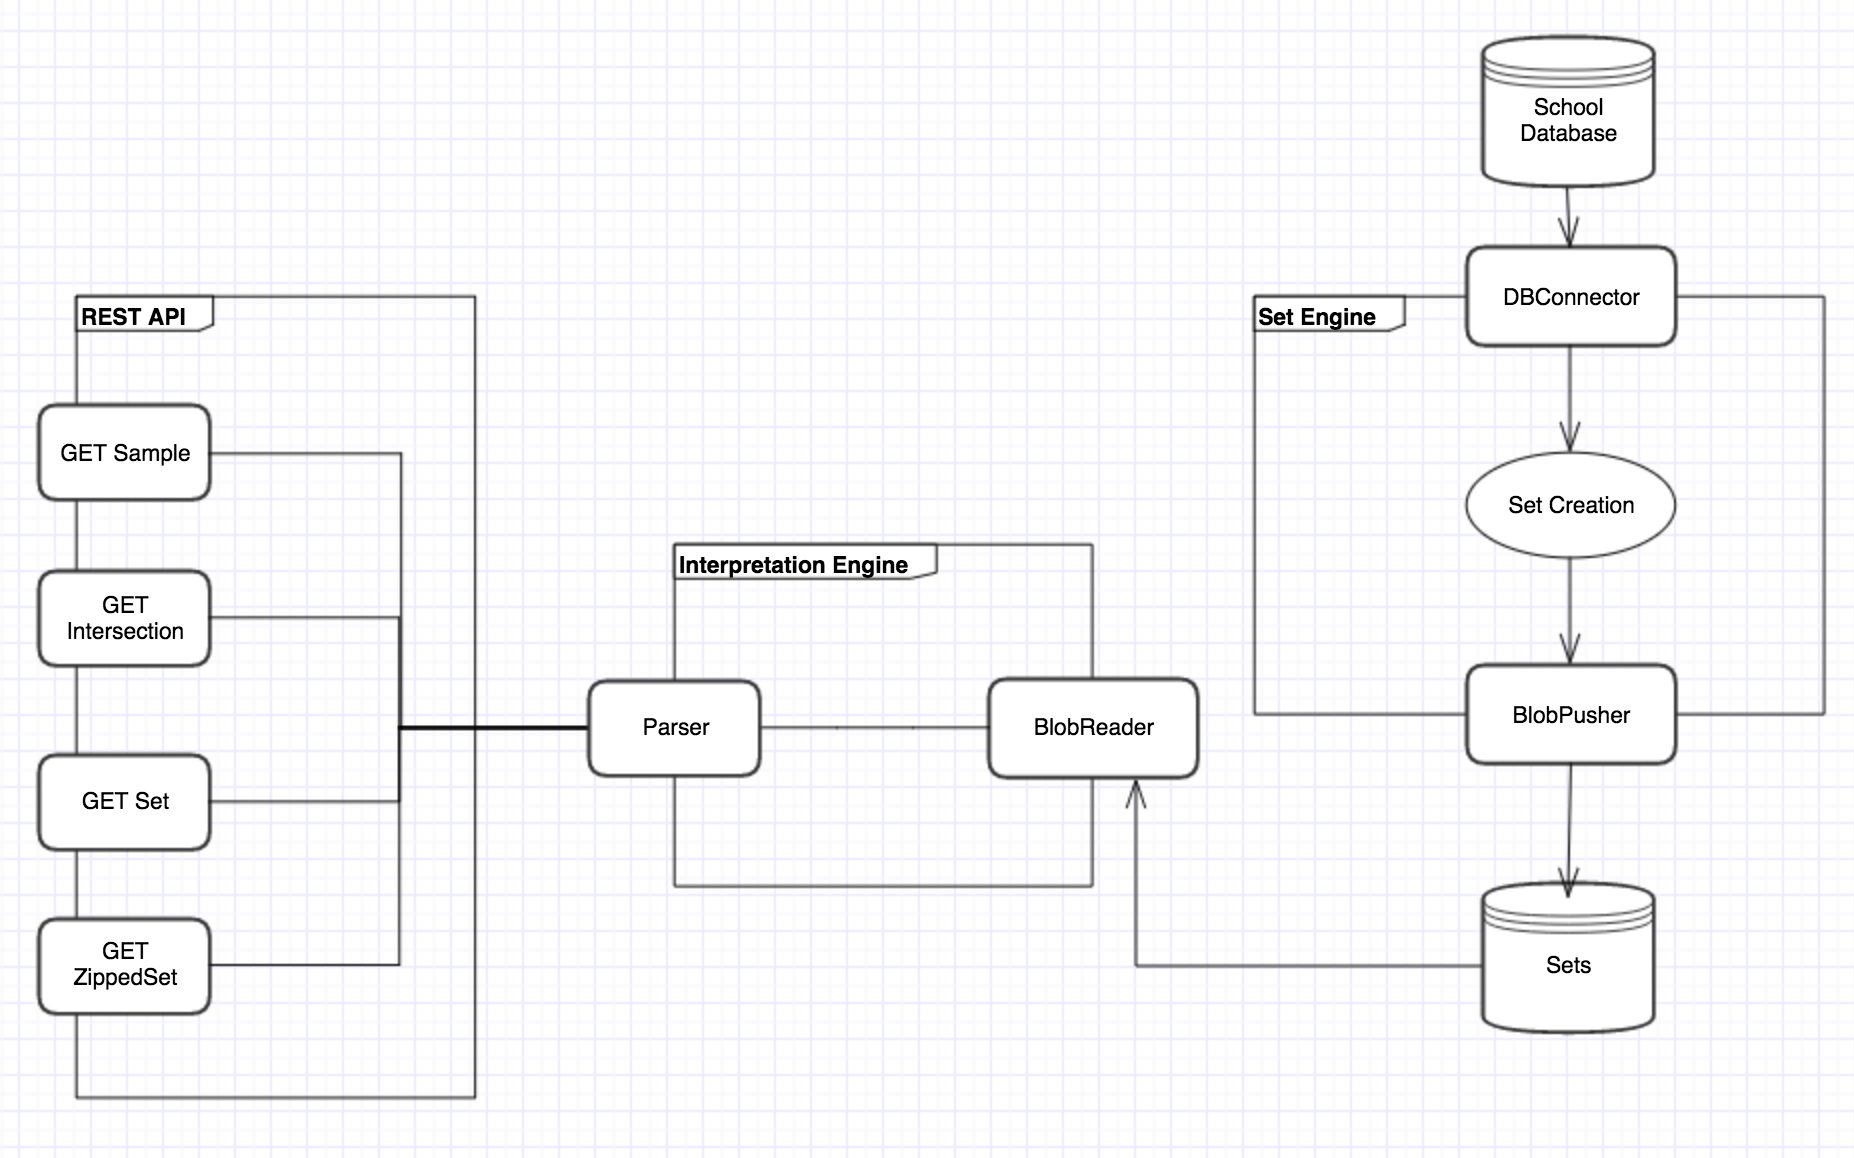 School
Database
DBConnector
REST API
Set Engine
GET Sample
Set Creation
Interpretation Engine
GET
Intersection
Parser
BlobReader
BlobPusher
GET Set
GET
ZippedSet
Sets